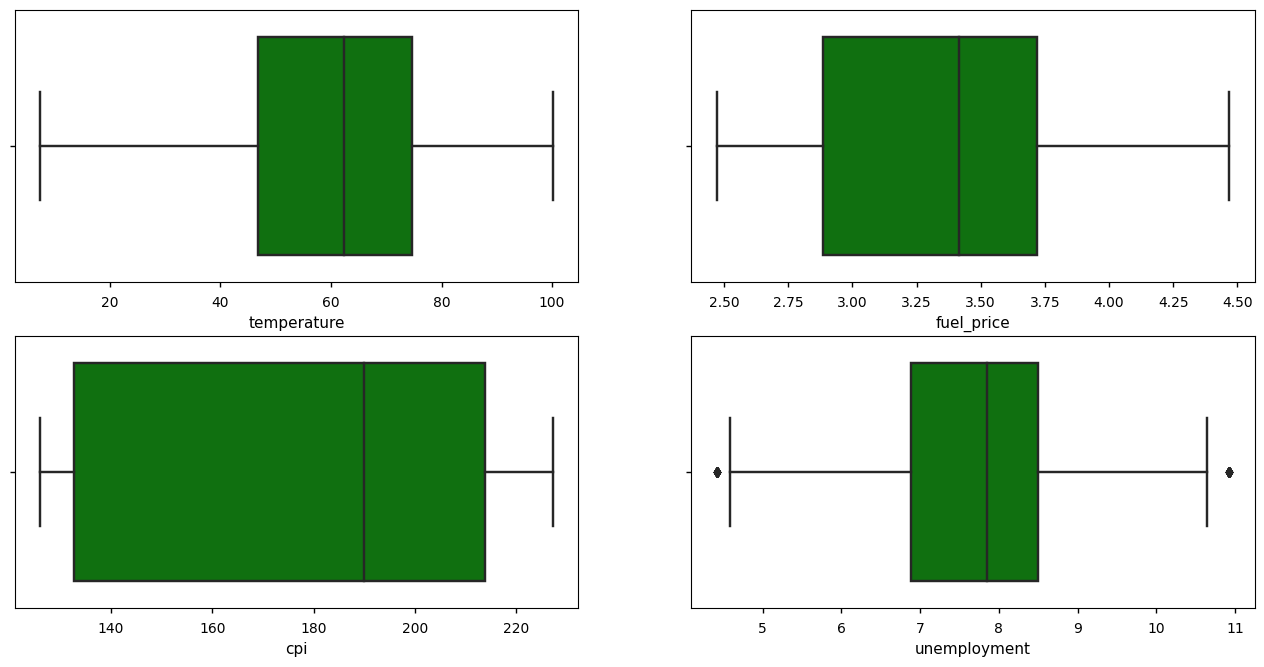 20 40 60 80 100
temperature
2.50 2.75 3.00 3.25 3.50 3.75 4.00 4.25 4.50
fuel_price
140 160 180 200 220
cpi
5 6 7 8 9 10 11
unemployment